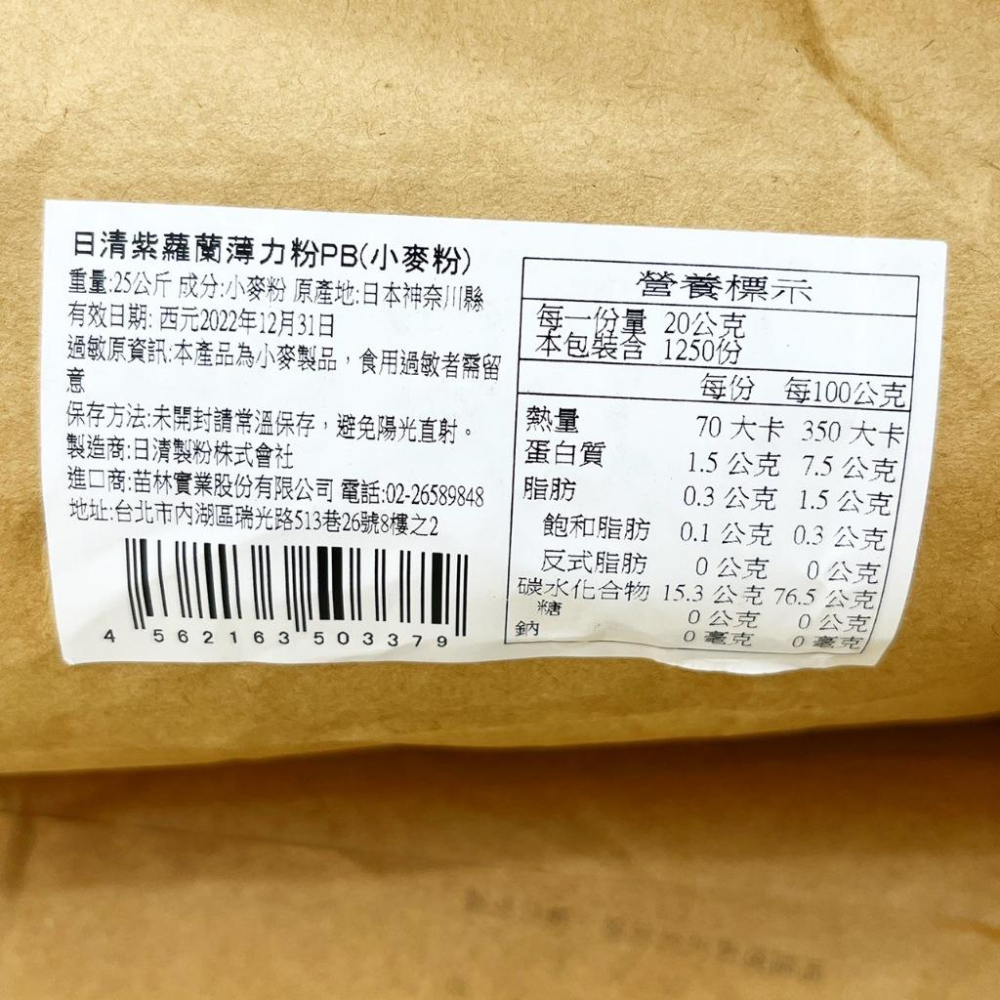 日清紫蘿蘭薄力粉PB(小麥粉)
重量:25公斤 成分:小麥粉 原產地:日本神奈川縣
有效日期: 西元2022年12月31日
過敏原資訊:本產品為小麥製品，食用過敏者需留
意
保存方法:未開封請常溫保存，避免陽光直射。
製造商:日清製粉株式會社
進口商:苗林實業股份有限公司 電話:02-26589848
地址:台北市內湖區瑞光路513巷26號8樓之2
4 562163 503379
營養標示
每一份量 20公克
本包裝含 1250份
每份 每100公克
熱量 70 大卡 350 大卡
蛋白質 1.5 公克 7.5 公克
脂肪 0.3 公克 1.5 公克
飽和脂肪 0.1 公克 0.3 公克
反式脂肪 0 公克 0 公克
碳水化合物 15.3 公克 76.5 公克
糖 0 公克 0 公克
鈉 0 毫克 0 毫克